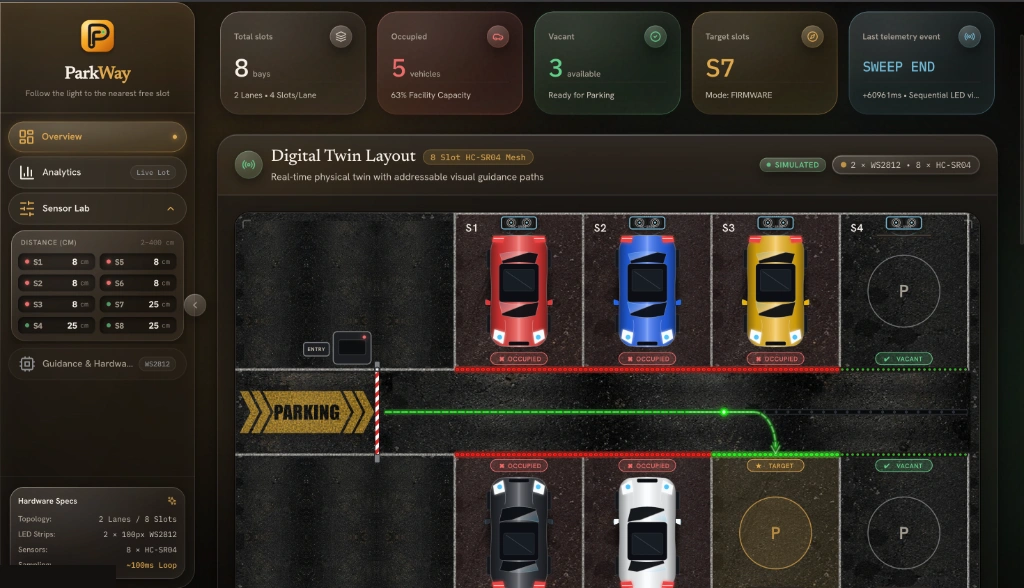 ParkWay
Follow the light to the nearest free slot
Overview
Analytics
Live Lot
Sensor Lab
DISTANCE (CM)
2-400 cm
S1 8 cm
S5 8 cm
S2 8 cm
S6 8 cm
S3 8 cm
S7 25 cm
S4 25 cm
S8 25 cm
Guidance & Hardwa...
WS2812
Hardware Specs
Topology: 2 Lanes / 8 Slots
LED Strips: 2 × 100px WS2812
Sensors: 8 × HC-SR04
~100ms Loop
Total slots
8 bays
2 Lanes • 4 Slots/Lane
Occupied
5 vehicles
63% Facility Capacity
Vacant
3 available
Ready for Parking
Target slots
S7
Mode: FIRMWARE
Last telemetry event
SWEEP END
+60961ms • Sequential LED vi...
Digital Twin Layout
8 Slot HC-SR04 Mesh
Real-time physical twin with addressable visual guidance paths
SIMULATED
2 × WS2812 • 8 × HC-SR04
S1
S2
S3
S4
P
✖ OCCUPIED
✖ OCCUPIED
✖ OCCUPIED
✔ VACANT
ENTRY
PARKING
✖ OCCUPIED
✖ OCCUPIED
★ TARGET
✔ VACANT
P
P